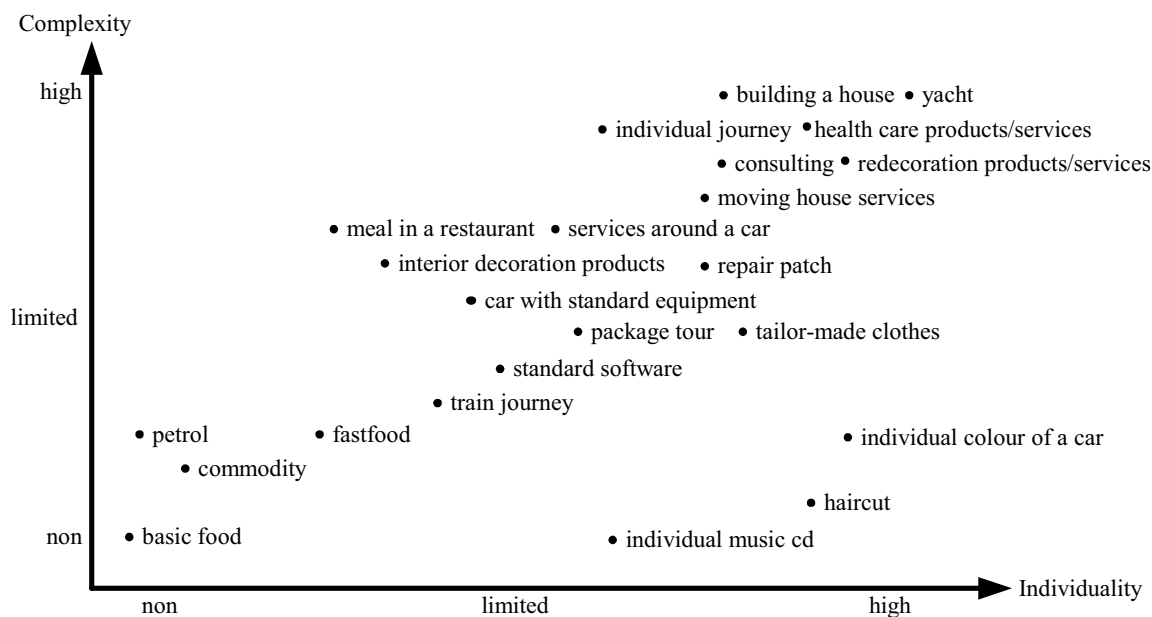 Complexity
high
building a house
yacht
individual journey
health care products/services
consulting
redecoration products/services
moving house services
meal in a restaurant
services around a car
interior decoration products
repair patch
car with standard equipment
limited
package tour
tailor-made clothes
standard software
train journey
petrol
fastfood
individual colour of a car
commodity
haircut
non
basic food
individual music cd
Individuality
non
limited
high